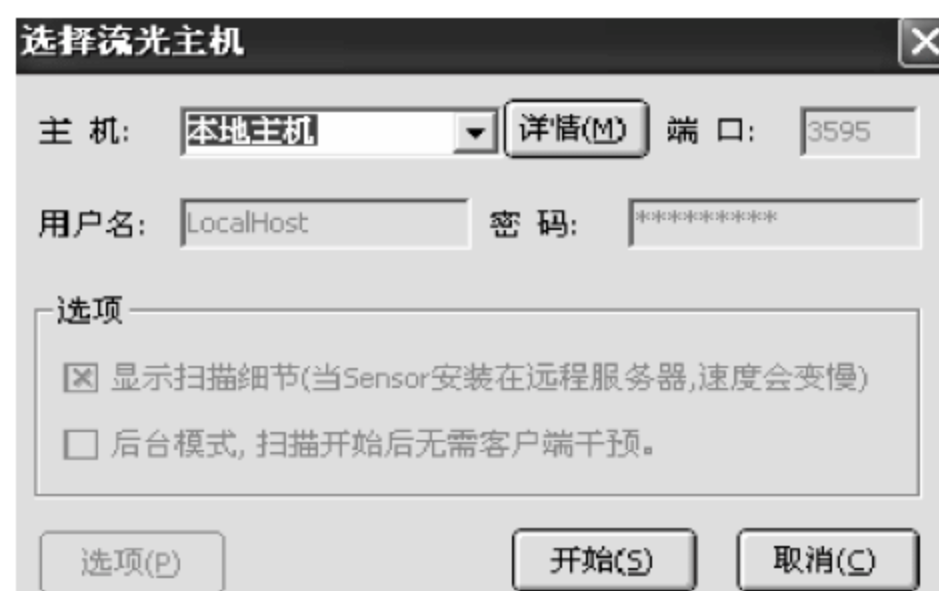 选择流光主机
主 机: 本地主机 详情(M) 端 口: 3595
用户名: LocalHost 密 码: *********
选项
显示扫描细节(当Sensor安装在远程服务器,速度会变慢)
后台模式, 扫描开始后无需客户端干预。
选项(P) 开始(S) 取消(C)